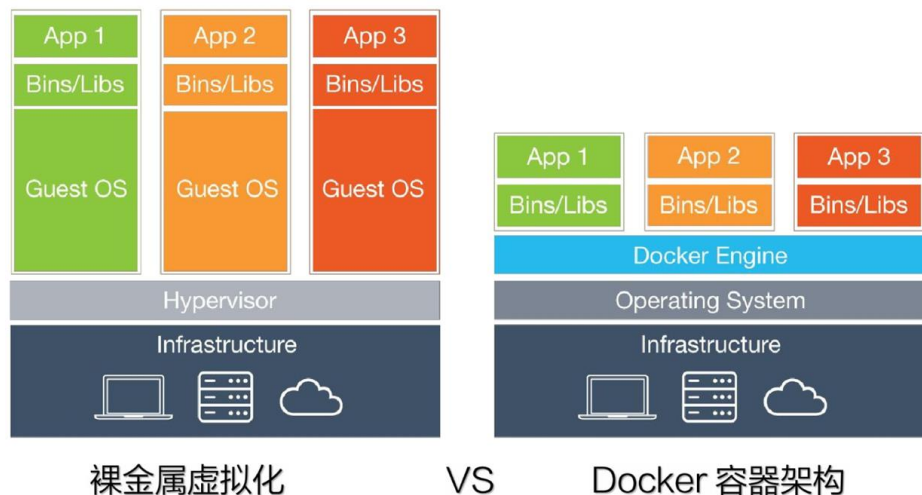 App 1
Bins/Libs
Guest OS
App 2
Bins/Libs
Guest OS
App 3
Bins/Libs
Guest OS
Hypervisor
Infrastructure
App 1
Bins/Libs
App 2
Bins/Libs
App 3
Bins/Libs
Docker Engine
Operating System
Infrastructure
裸金属虚拟化 VS Docker 容器架构